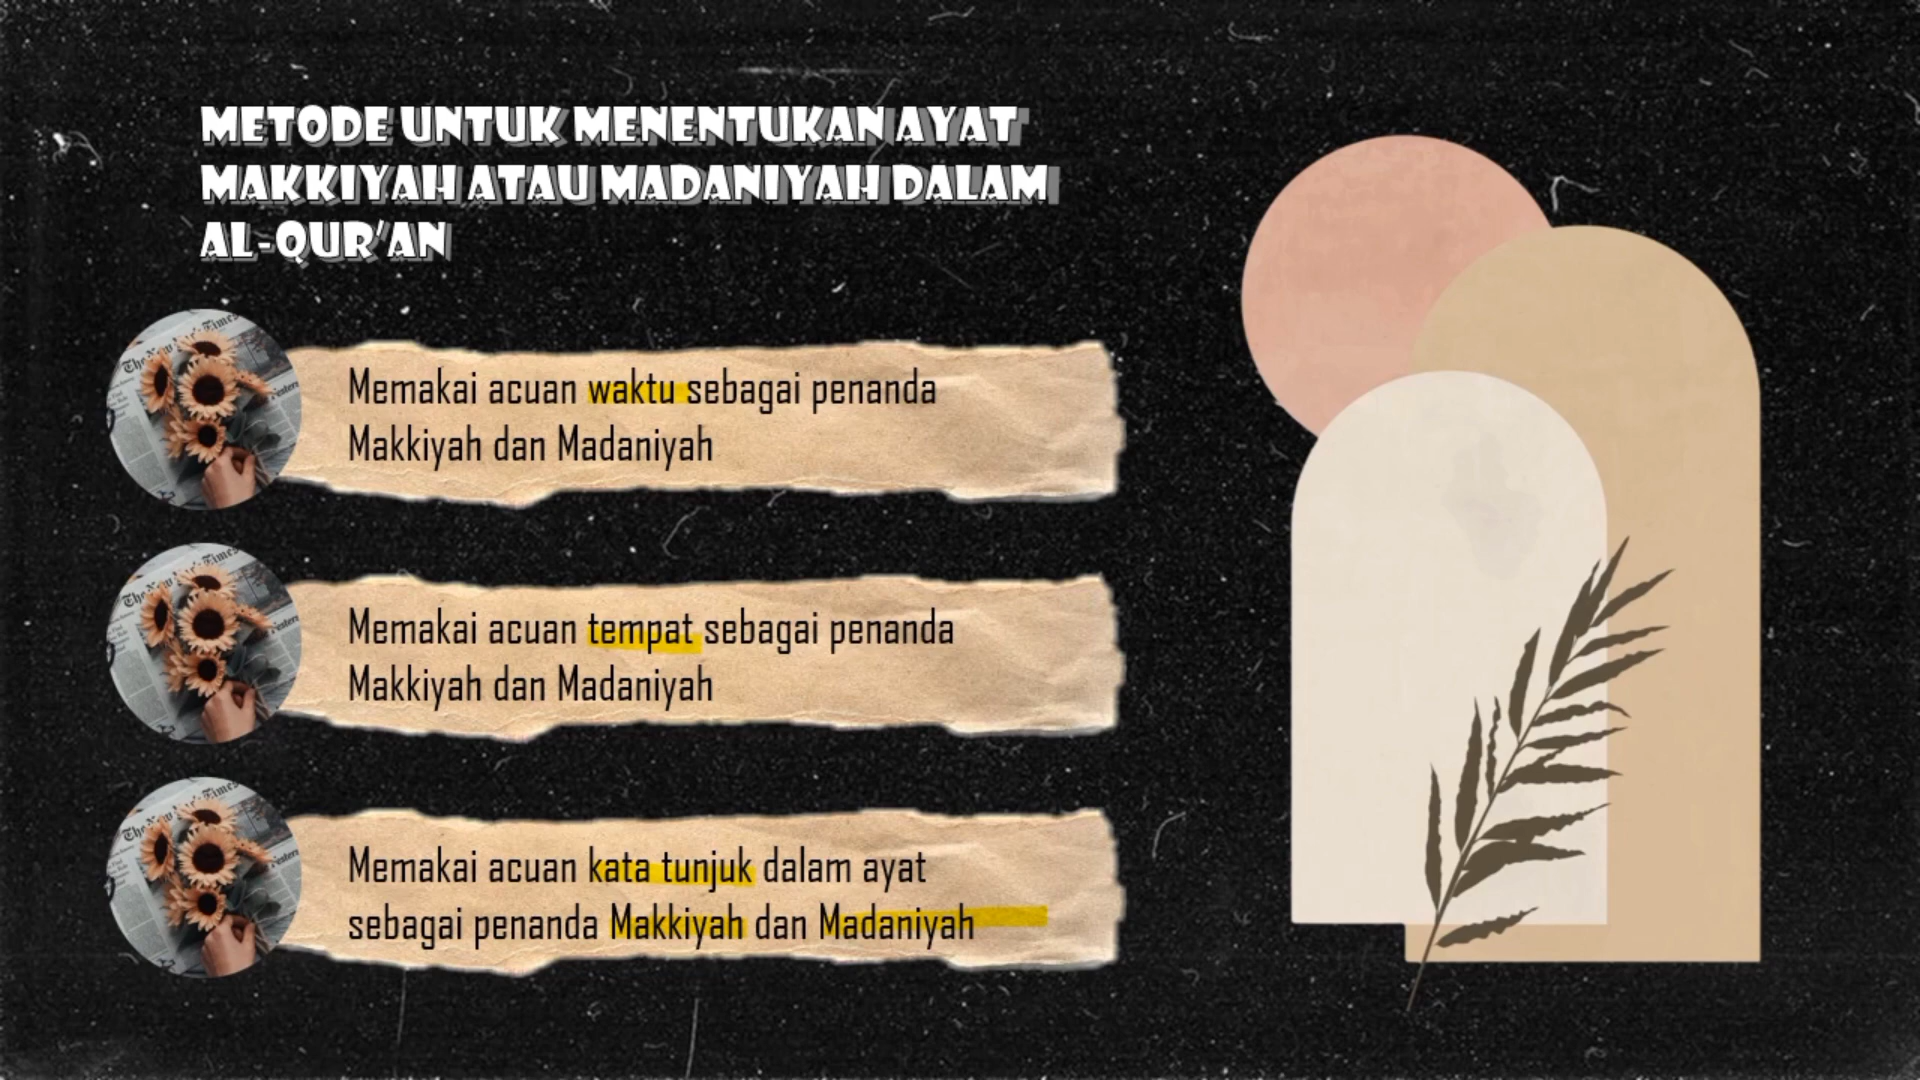 METODE UNTUK MENENTUKAN AYAT
MAKKIYAH ATAU MADANIYAH DALAM
AL-QUR'AN
Memakai acuan waktu sebagai penanda
Makkiyah dan Madaniyah
Memakai acuan tempat sebagai penanda
Makkiyah dan Madaniyah
Memakai acuan kata tunjuk dalam ayat
sebagai penanda Makkiyah dan Madaniyah